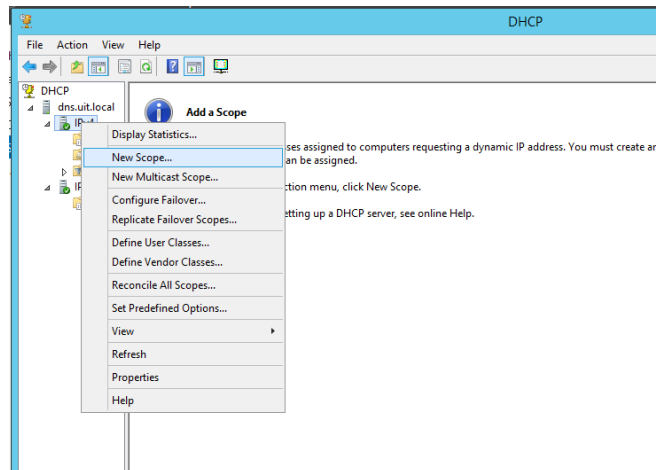 DHCP
File Action View Help
DHCP
dns.uit.local
Add a Scope
Display Statistics...
ses assigned to computers requesting a dynamic IP address. You must create an
New Scope...
an be assigned.
New Multicast Scope...
ction menu, click New Scope.
Configure Failover...
Replicate Failover Scopes...
etting up a DHCP server, see online Help.
Define User Classes...
Define Vendor Classes...
Reconcile All Scopes...
Set Predefined Options...
View
Refresh
Properties
Help